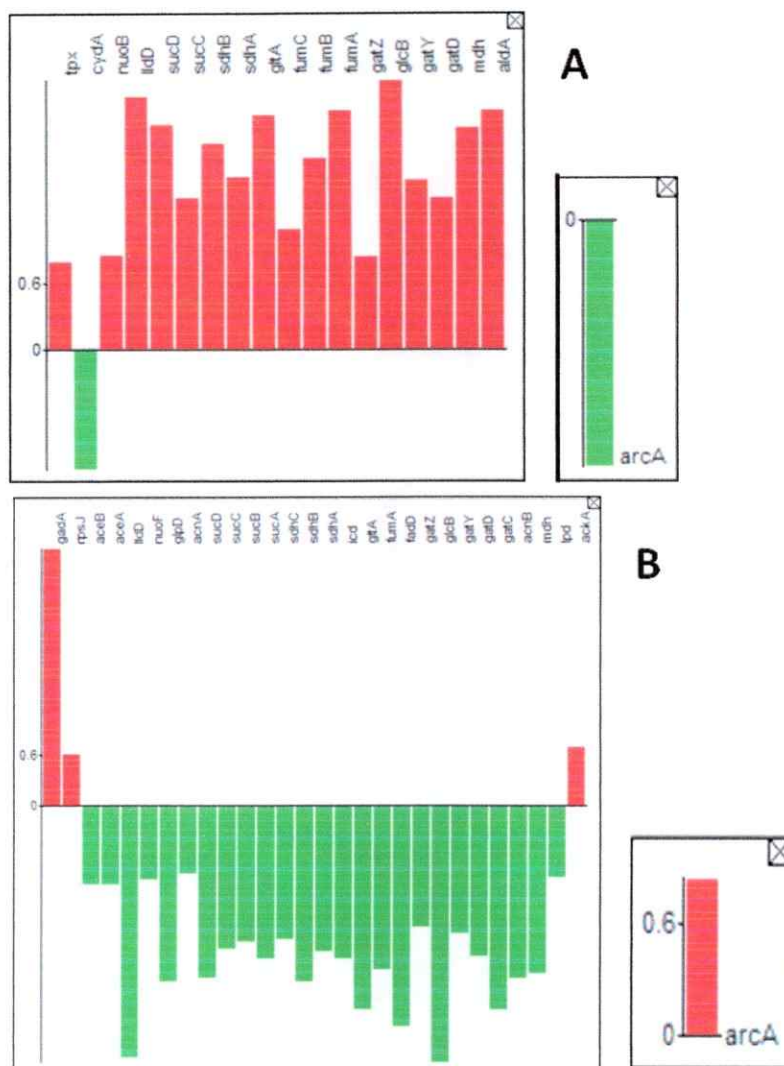 tpx
cydA
nuoB
lldD
sucD
sucC
sdhB
sdhA
gltA
fumC
fumB
fumA
gatZ
glcB
gatY
gatD
mdh
aldA
A
0.6
0
0
arcA
gadA
rpsJ
aceB
aceA
lldD
nuoF
glpD
acnA
sucD
sucC
sucB
sucA
sdhC
sdhB
sdhA
icd
gltA
fumA
fadD
gatZ
glcB
gatY
gatD
gatC
acnB
mdh
lpd
ackA
B
0.6
0
0.6
0
arcA